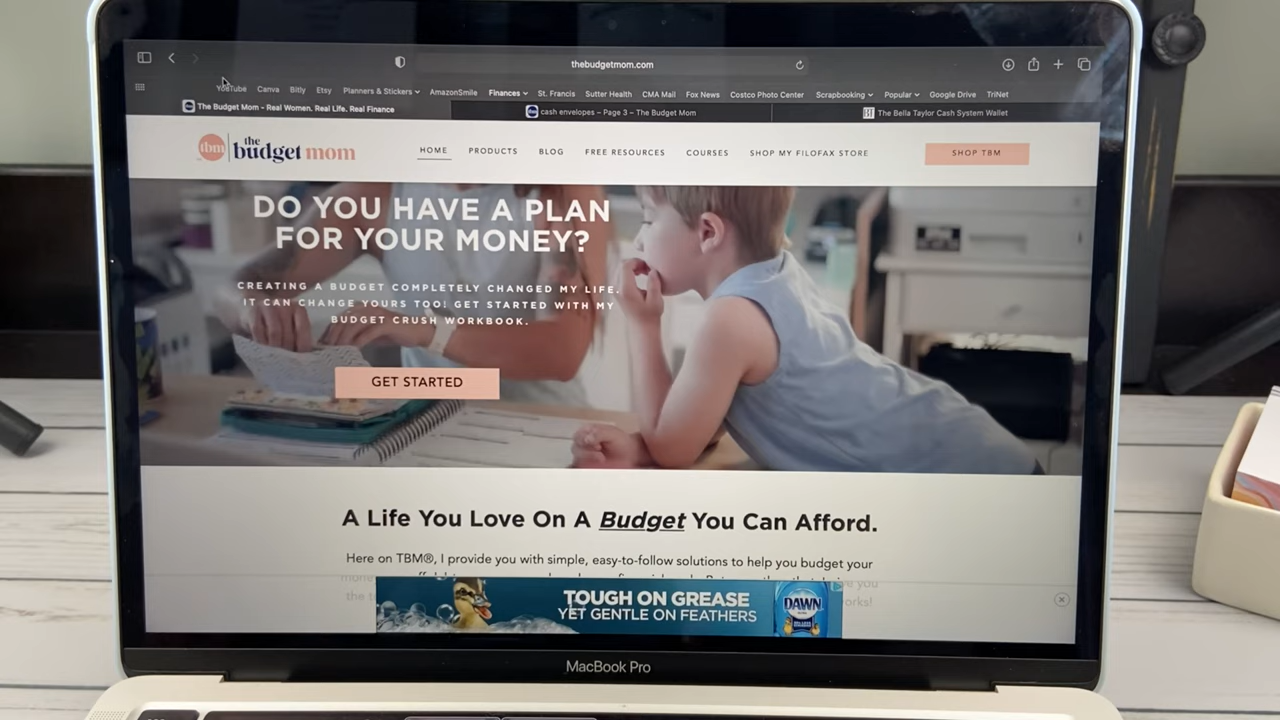 thebudgetmom.com
YouTube Canva Bitly Etsy Planners & Stickers AmazonSmile Finances St. Francis Sutter Health CMA Mail Fox News Costco Photo Center Scrapbooking Popular Google Drive TriNet
The Budget Mom - Real Women. Real Life. Real Finance
cash envelopes – Page 3 – The Budget Mom
The Bella Taylor Cash System Wallet
tbm the budget mom
HOME PRODUCTS BLOG FREE RESOURCES COURSES SHOP MY FILOFAX STORE SHOP TBM
DO YOU HAVE A PLAN
FOR YOUR MONEY?
CREATING A BUDGET COMPLETELY CHANGED MY LIFE.
IT CAN CHANGE YOURS TOO! GET STARTED WITH MY
BUDGET CRUSH WORKBOOK.
GET STARTED
A Life You Love On A Budget You Can Afford.
Here on TBM®, I provide you with simple, easy-to-follow solutions to help you budget your
TOUGH ON GREASE
YET GENTLE ON FEATHERS
DAWN
MacBook Pro